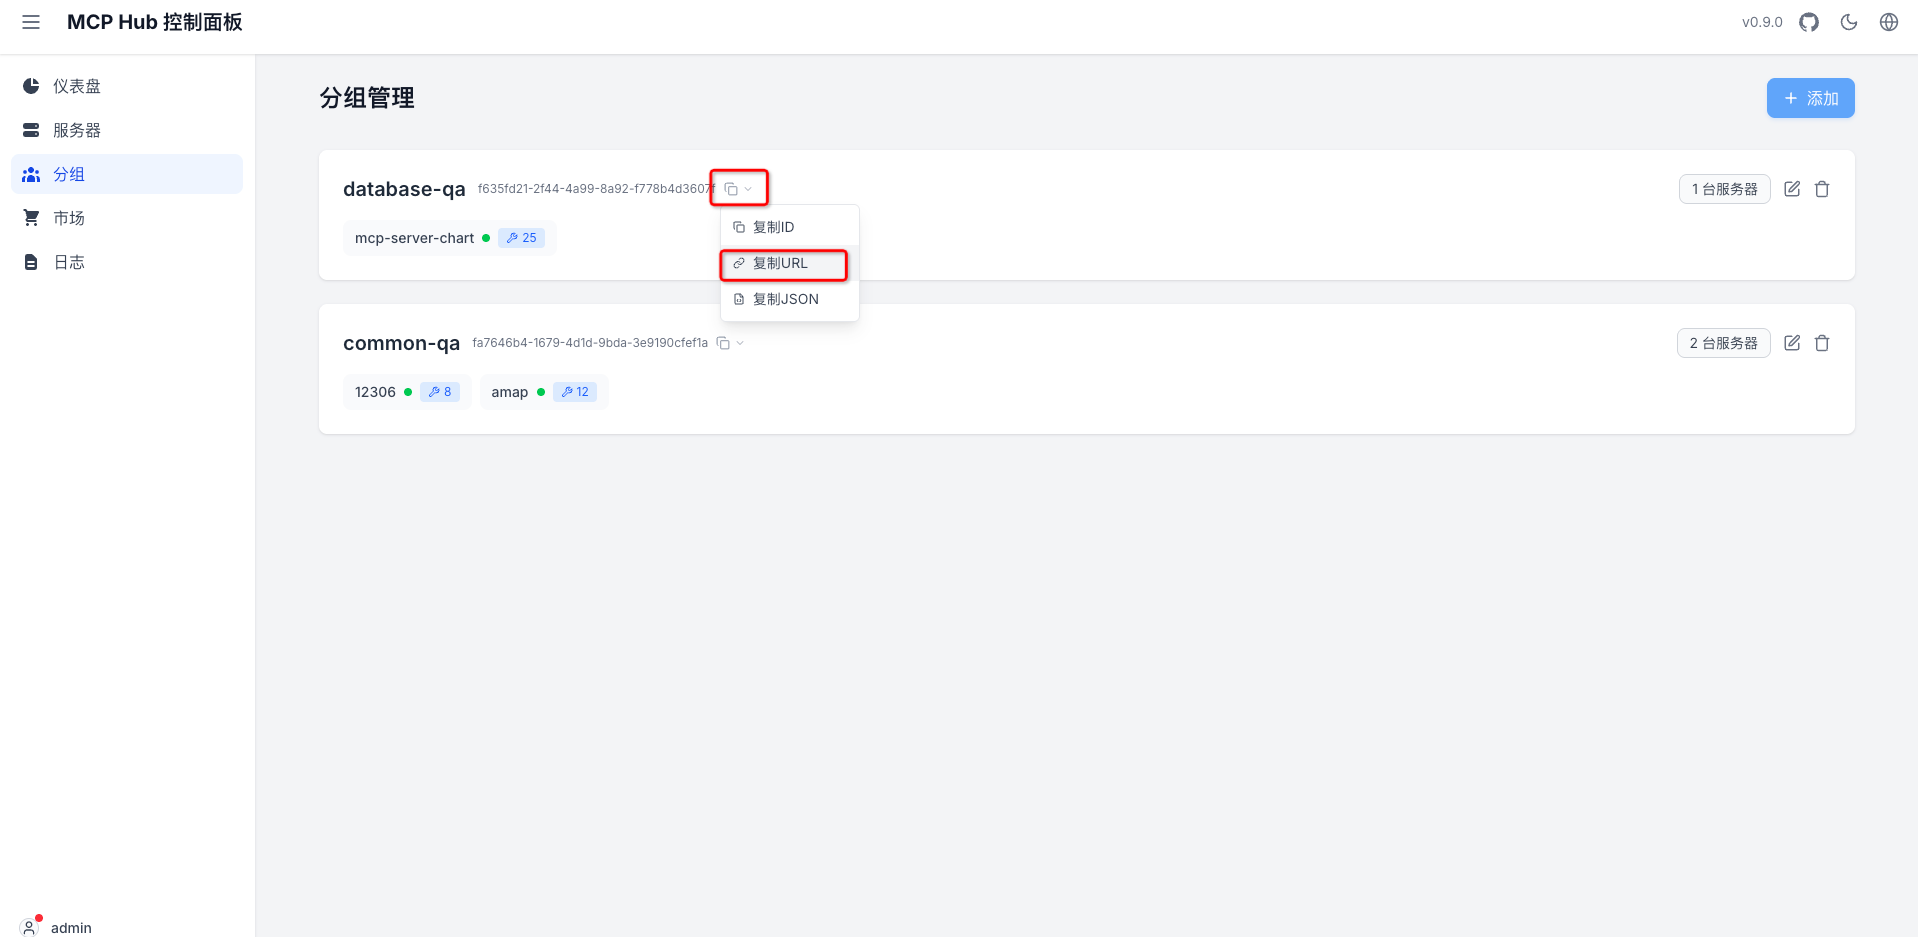 MCP Hub 控制面板
v0.9.0
仪表盘
服务器
分组
市场
日志
分组管理
添加
database-qa f635fd21-2f44-4a99-8a92-f778b4d3607f
1 台服务器
mcp-server-chart 25
复制ID
复制URL
复制JSON
common-qa fa7646b4-1679-4d1d-9bda-3e9190cfef1a
2 台服务器
12306 8 amap 12
admin